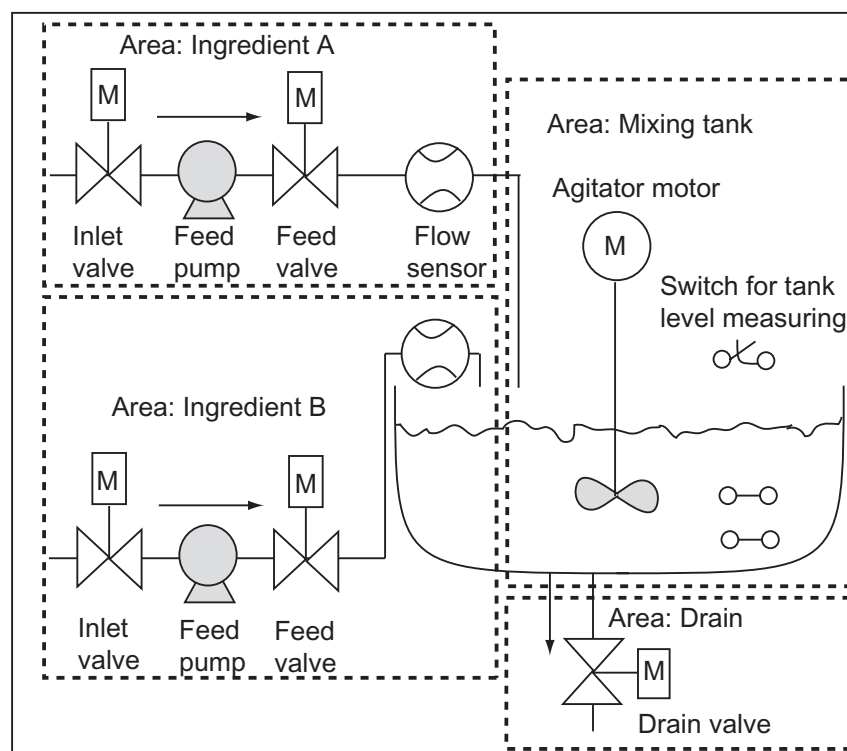 Area: Ingredient A
M
M
Inlet
valve
Feed
pump
Feed
valve
Flow
sensor
Area: Mixing tank
Agitator motor
M
Switch for tank
level measuring
Area: Ingredient B
M
M
Inlet
valve
Feed
pump
Feed
valve
Area: Drain
M
Drain valve